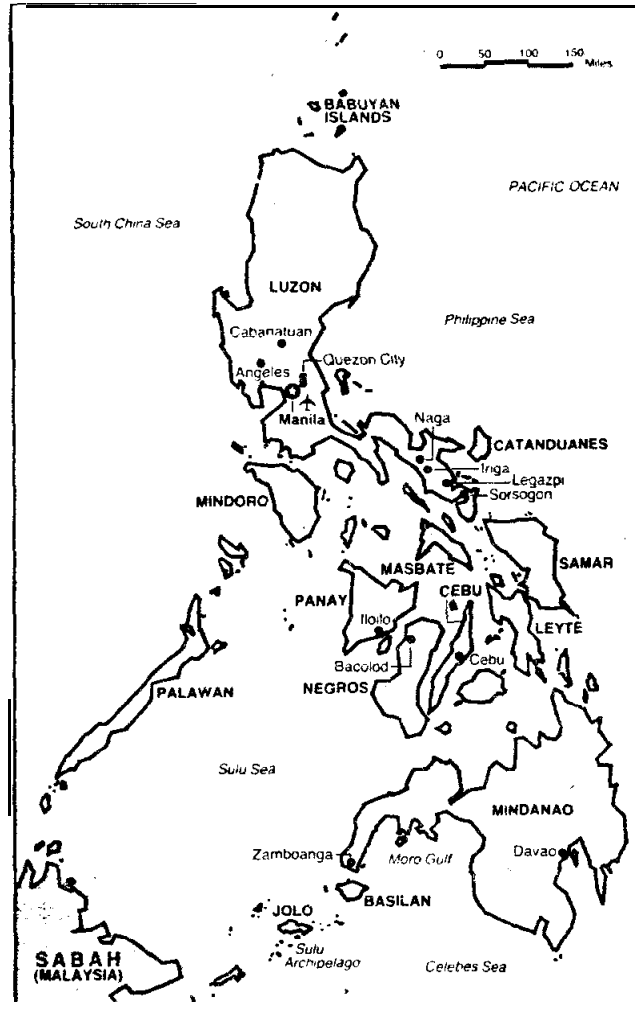 0 50 100 150
Miles
BABUYAN
ISLANDS
PACIFIC OCEAN
South China Sea
LUZON
Philippine Sea
Cabanatuan
Quezon City
Angeles
Manila
Naga
CATANDUANES
Iriga
Legazpi
Sorsogon
MINDORO
MASBATE
SAMAR
PANAY
CEBU
Iloilo
LEYTE
Bacolod
Cebu
NEGROS
PALAWAN
Sulu Sea
MINDANAO
Zamboanga
Moro Gulf
Davao
BASILAN
JOLO
Sulu
Archipelago
SABAH
(MALAYSIA)
Celebes Sea